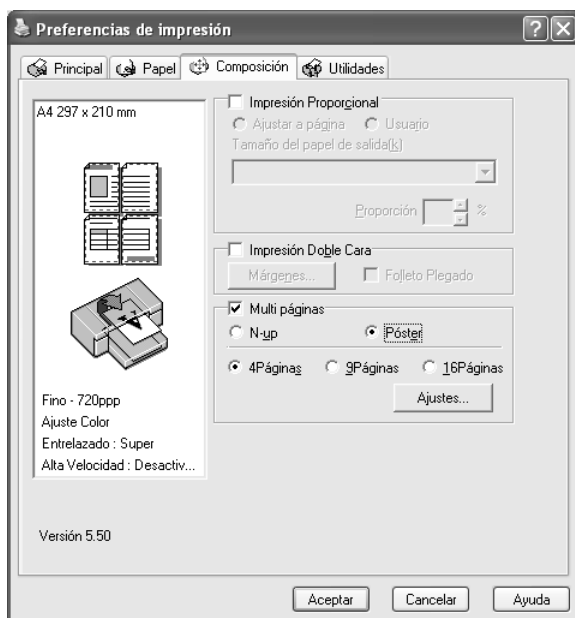 Preferencias de impresión
Principal Papel Composición Utilidades
A4 297 x 210 mm
Fino - 720ppp
Ajuste Color
Entrelazado : Super
Alta Velocidad : Desactiv...
Versión 5.50
Impresión Proporcional
Ajustar a página Usuario
Tamaño del papel de salida(k)
Proporción %
Impresión Doble Cara
Márgenes... Folleto Plegado
Multi páginas
N-up Póster
4Páginas 9Páginas 16Páginas
Ajustes...
Aceptar Cancelar Ayuda